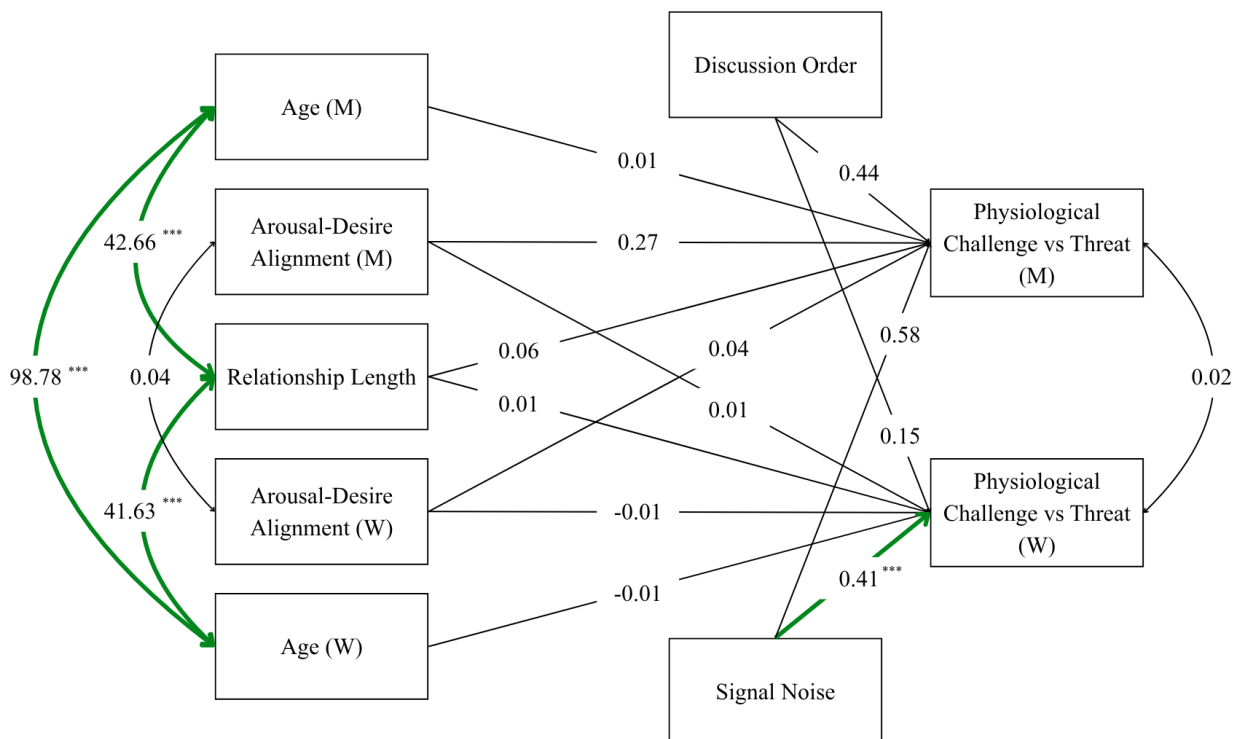 Discussion Order
Age (M)
0.01
0.44
Arousal-Desire
Alignment (M)
42.66 ***
0.27
Physiological
Challenge vs Threat
(M)
0.58
0.06
0.04
98.78 ***
0.04
Relationship Length
0.02
0.01
0.01
0.15
Arousal-Desire
Alignment (W)
41.63 ***
-0.01
Physiological
Challenge vs Threat
(W)
0.41 ***
-0.01
Age (W)
Signal Noise